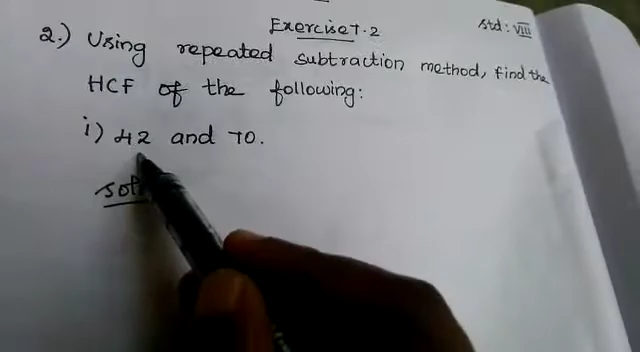 Exercise 7.2
Std: VIII
2.) Using repeated subtraction method, find the
HCF of the following:
i) 42 and 70.
sol